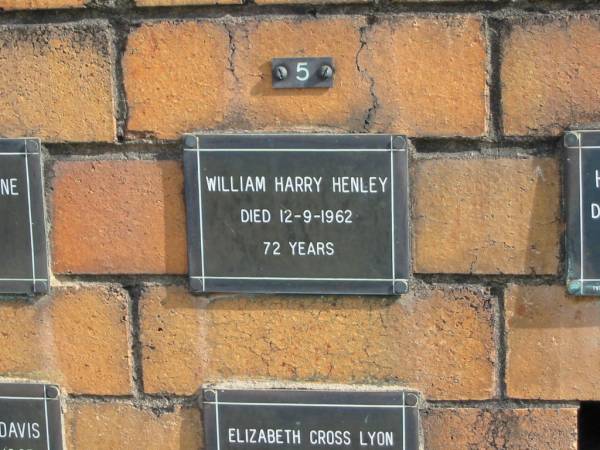 5
NE
WILLIAM HARRY HENLEY
DIED 12-9-1962
72 YEARS
H
D
DAVIS
ELIZABETH CROSS LYON